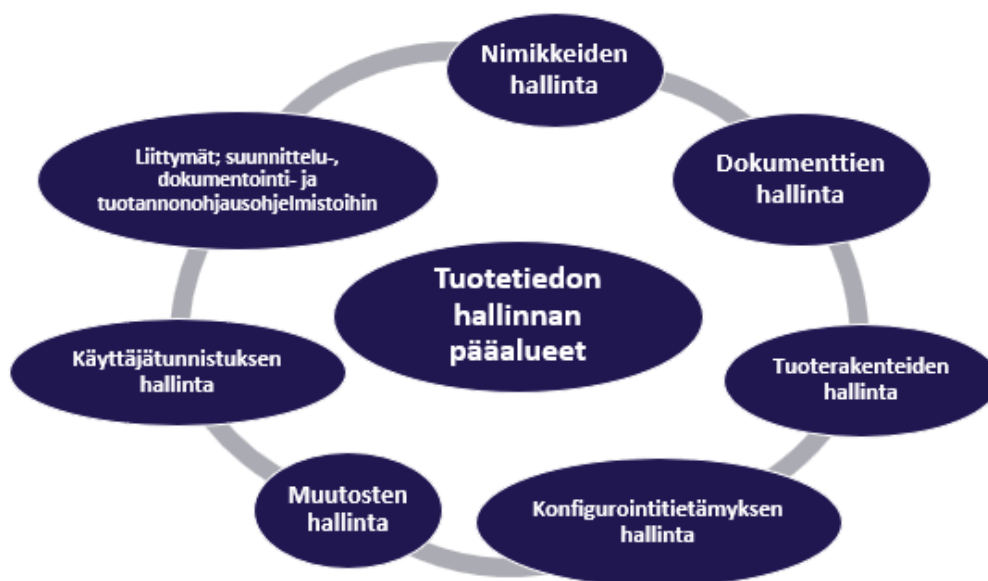 Nimikkeiden
hallinta
Dokumenttien
hallinta
Tuoterakenteiden
hallinta
Konfigurointitietämyksen
hallinta
Muutosten
hallinta
Käyttäjätunnistuksen
hallinta
Liittymät; suunnittelu-,
dokumentointi- ja
tuotannonohjausohjelmistoihin
Tuotetiedon
hallinnan
pääalueet